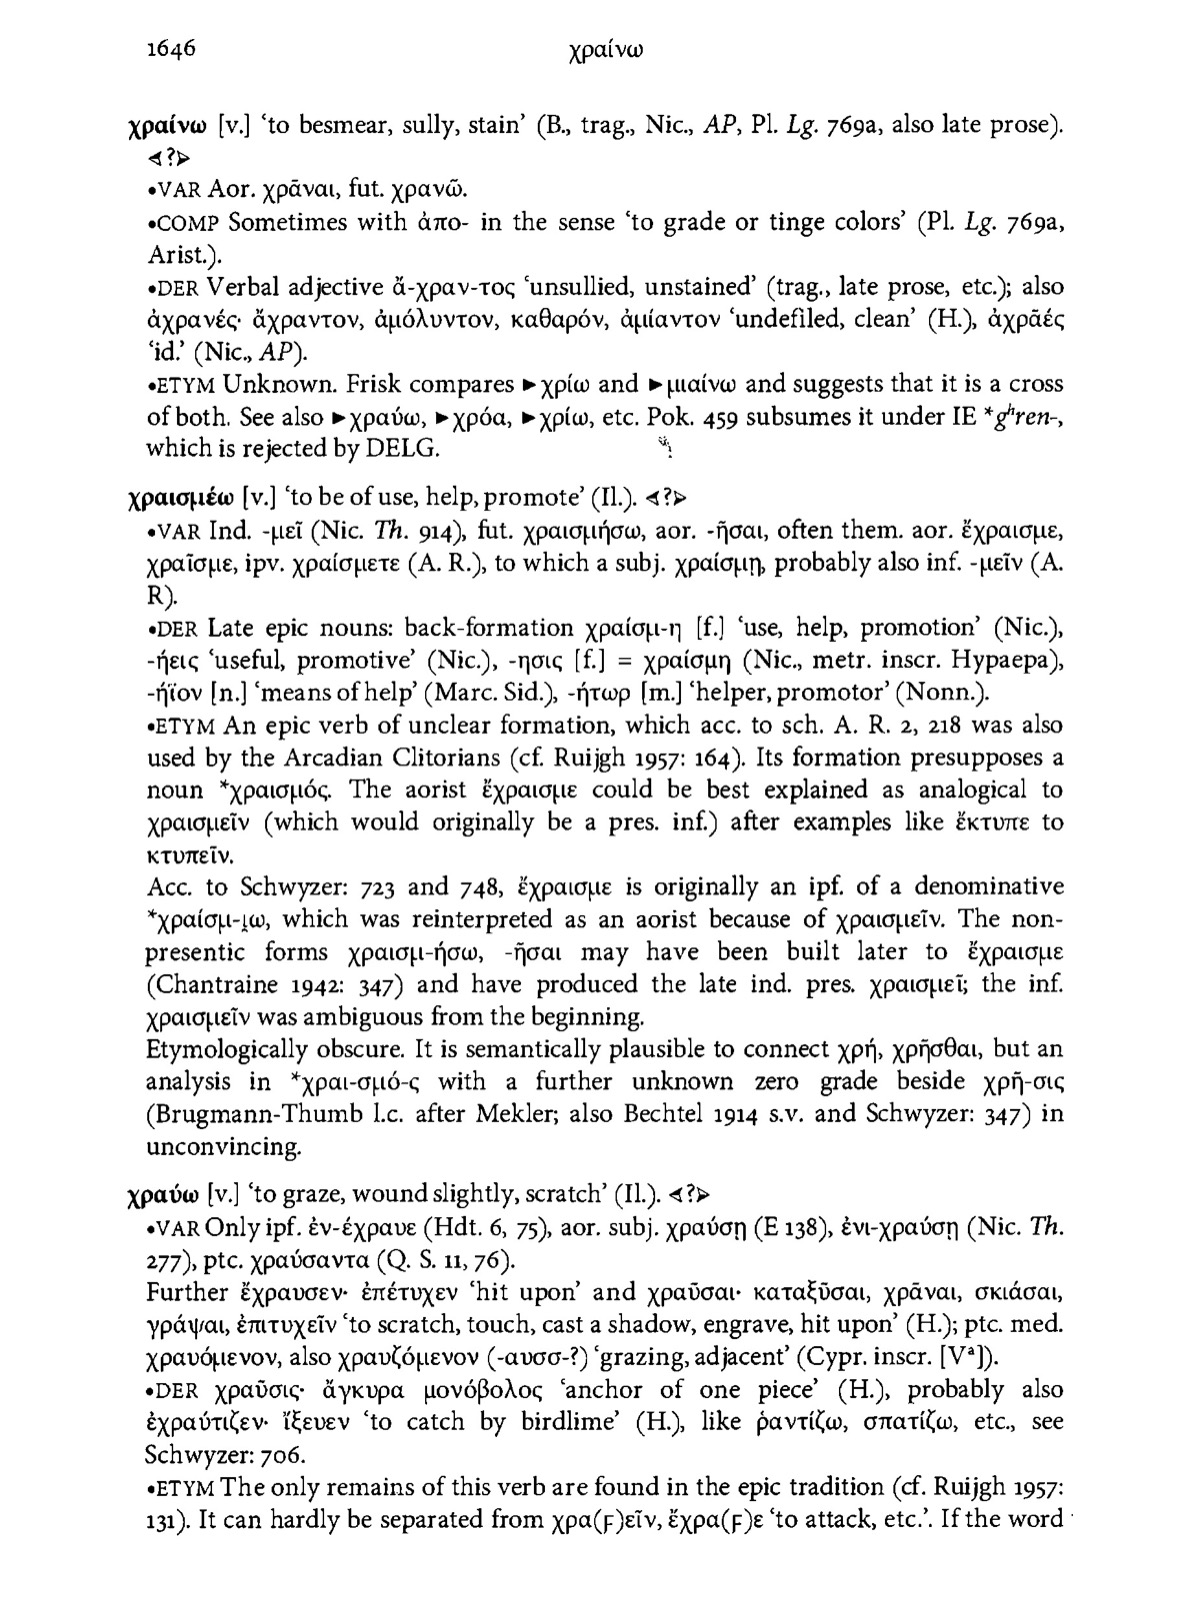 1646 χραίνω
χραίνω [v.] ‘to besmear, sully, stain’ (B., trag., Nic., AP, Pl. Lg. 769a, also late prose).
⊲?⊳
•VAR Aor. χρᾶναι, fut. χρανῶ.
•COMP Sometimes with ἀπο- in the sense ‘to grade or tinge colors’ (Pl. Lg. 769a,
Arist.).
•DER Verbal adjective ἄ-χραν-τος ‘unsullied, unstained’ (trag., late prose, etc.); also
ἀχρανές· ἄχραντον, ἀμόλυντον, καθαρόν, ἀμίαντον ‘undefiled, clean’ (H.), ἀχρᾱές
‘id.’ (Nic., AP).
•ETYM Unknown. Frisk compares ►χρίω and ►μιαίνω and suggests that it is a cross
of both. See also ►χραύω, ►χρόα, ►χρίω, etc. Pok. 459 subsumes it under IE *gʰren-,
which is rejected by DELG.
χραισμέω [v.] ‘to be of use, help, promote’ (Il.). ⊲?⊳
•VAR Ind. -μεῖ (Nic. Th. 914), fut. χραισμήσω, aor. -ῆσαι, often them. aor. ἔχραισμε,
χραῖσμε, ipv. χραίσμετε (A. R.), to which a subj. χραίσμῃ, probably also inf. -μεῖν (A.
R).
•DER Late epic nouns: back-formation χραίσμ-η [f.] ‘use, help, promotion’ (Nic.),
-ήεις ‘useful, promotive’ (Nic.), -ησις [f.] = χραίσμη (Nic., metr. inscr. Hypaepa),
-ήϊον [n.] ‘means of help’ (Marc. Sid.), -ήτωρ [m.] ‘helper, promotor’ (Nonn.).
•ETYM An epic verb of unclear formation, which acc. to sch. A. R. 2, 218 was also
used by the Arcadian Clitorians (cf. Ruijgh 1957: 164). Its formation presupposes a
noun *χραισμός. The aorist ἔχραισμε could be best explained as analogical to
χραισμεῖν (which would originally be a pres. inf.) after examples like ἔκτυπε to
κτυπεῖν.
Acc. to Schwyzer: 723 and 748, ἔχραισμε is originally an ipf. of a denominative
*χραίσμ-i̯ω, which was reinterpreted as an aorist because of χραισμεῖν. The non-
presentic forms χραισμ-ήσω, -ῆσαι may have been built later to ἔχραισμε
(Chantraine 1942: 347) and have produced the late ind. pres. χραισμεῖ; the inf.
χραισμεῖν was ambiguous from the beginning.
Etymologically obscure. It is semantically plausible to connect χρή, χρῆσθαι, but an
analysis in *χραι-σμό-ς with a further unknown zero grade beside χρῆ-σις
(Brugmann-Thumb l.c. after Mekler; also Bechtel 1914 s.v. and Schwyzer: 347) in
unconvincing.
χραύω [v.] ‘to graze, wound slightly, scratch’ (Il.). ⊲?⊳
•VAR Only ipf. ἐν-έχραυε (Hdt. 6, 75), aor. subj. χραύσῃ (E 138), ἐνι-χραύσῃ (Nic. Th.
277), ptc. χραύσαντα (Q. S. 11, 76).
Further ἔχραυσεν· ἐπέτυχεν ‘hit upon’ and χραῦσαι· καταξῦσαι, χρᾶναι, σκιάσαι,
γράψαι, ἐπιτυχεῖν ‘to scratch, touch, cast a shadow, engrave, hit upon’ (H.); ptc. med.
χραυόμενον, also χραυζόμενον (-αυσσ-?) ‘grazing, adjacent’ (Cypr. inscr. [Vᵃ]).
•DER χραῦσις· ἄγκυρα μονόβολος ‘anchor of one piece’ (H.), probably also
ἐχραύτιζεν· ἴξευεν ‘to catch by birdlime’ (H.), like ῥαντίζω, σπατίζω, etc., see
Schwyzer: 706.
•ETYM The only remains of this verb are found in the epic tradition (cf. Ruijgh 1957:
131). It can hardly be separated from χρα(ϝ)εῖν, ἔχρα(ϝ)ε ‘to attack, etc.’. If the word